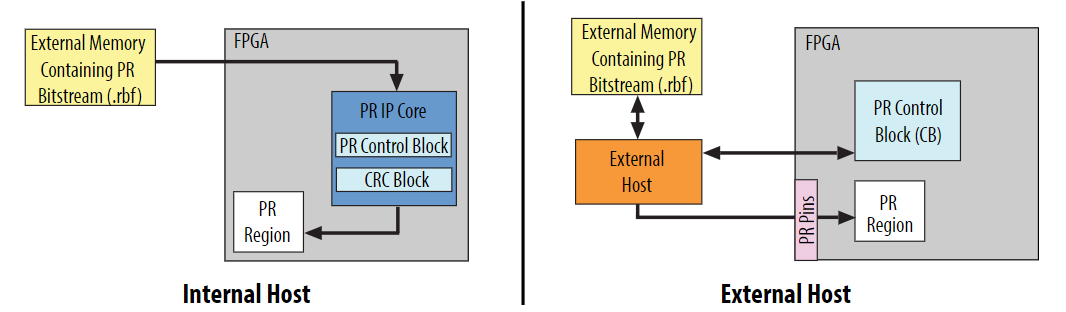 External Memory
Containing PR
Bitstream (.rbf)
FPGA
PR IP Core
PR Control Block
CRC Block
PR
Region
Internal Host
External Memory
Containing PR
Bitstream (.rbf)
External
Host
FPGA
PR Control
Block (CB)
PR Pins
PR
Region
External Host